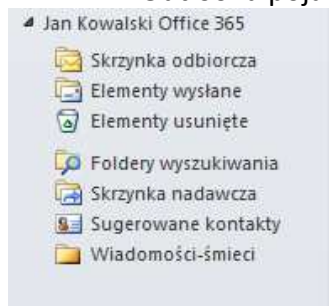 Jan Kowalski Office 365
Skrzynka odbiorcza
Elementy wysłane
Elementy usunięte
Foldery wyszukiwania
Skrzynka nadawcza
Sugerowane kontakty
Wiadomości-śmieci